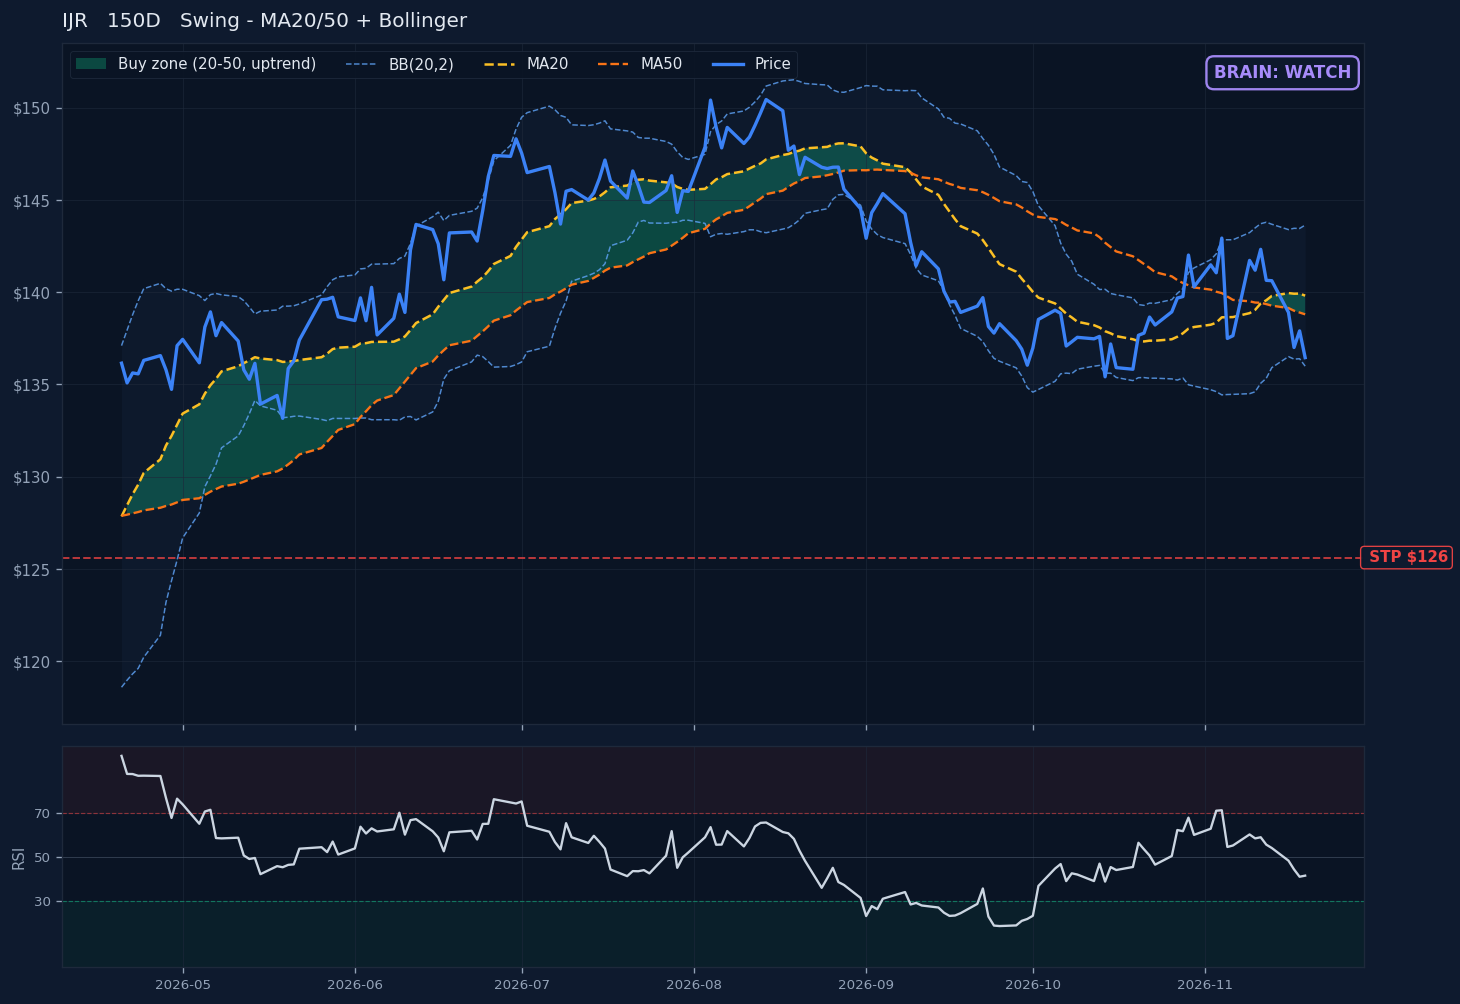 IJR   150D   Swing - MA20/50 + Bollinger
Buy zone (20-50, uptrend)   BB(20,2)   MA20   MA50   Price
BRAIN: WATCH
$150
$145
$140
$135
$130
$125
$120
STP $126
RSI
70
50
30
2026-05   2026-06   2026-07   2026-08   2026-09   2026-10   2026-11